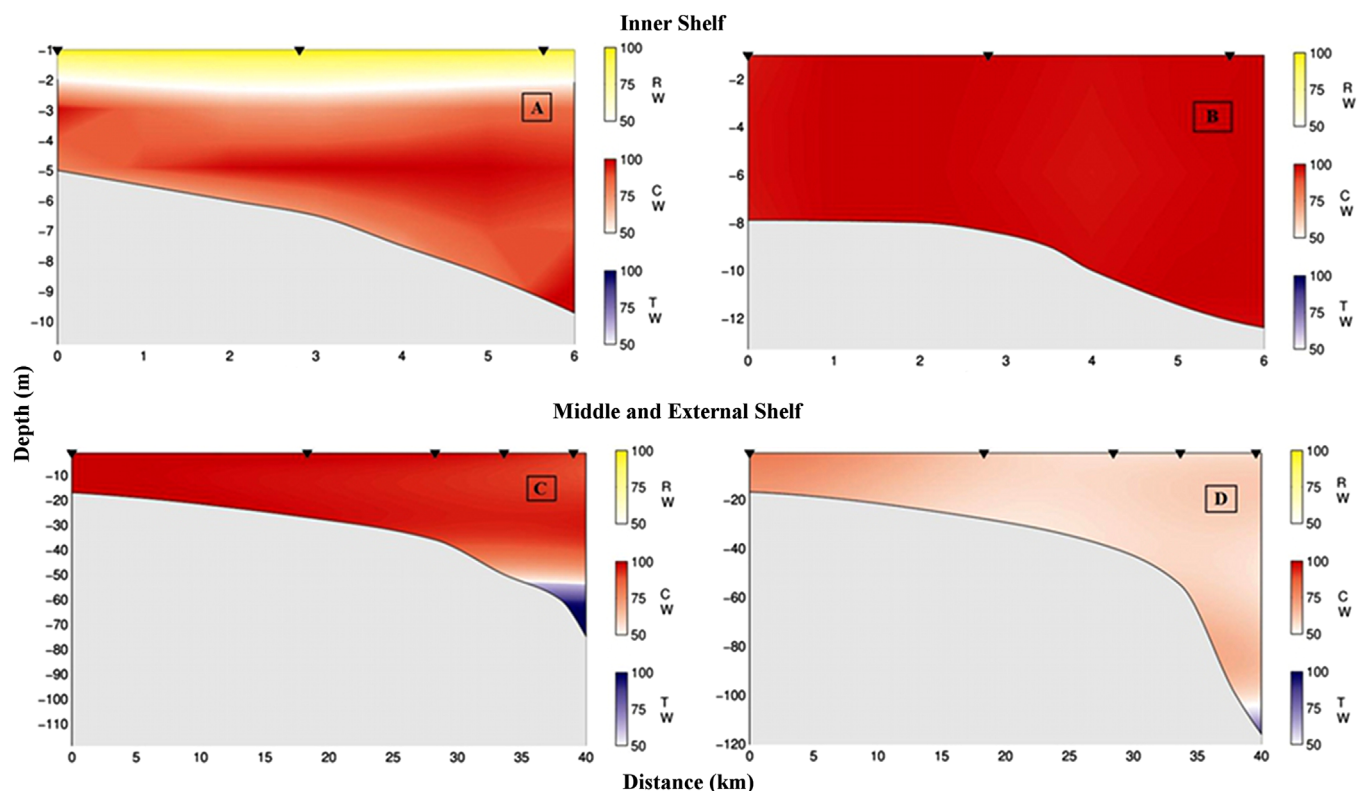 Inner Shelf
-1
-2
-3
-4
-5
-6
-7
-8
-9
-10
0 1 2 3 4 5 6
A
100
75
50
R
W
100
75
50
C
W
100
75
50
T
W
-2
-4
-6
-8
-10
-12
0 1 2 3 4 5 6
B
100
75
50
R
W
100
75
50
C
W
100
75
50
T
W
Depth (m)
Middle and External Shelf
-10
-20
-30
-40
-50
-60
-70
-80
-90
-100
-110
0 5 10 15 20 25 30 35 40
C
100
75
50
R
W
100
75
50
C
W
100
75
50
T
W
-20
-40
-60
-80
-100
-120
0 5 10 15 20 25 30 35 40
D
100
75
50
R
W
100
75
50
C
W
100
75
50
T
W
Distance (km)